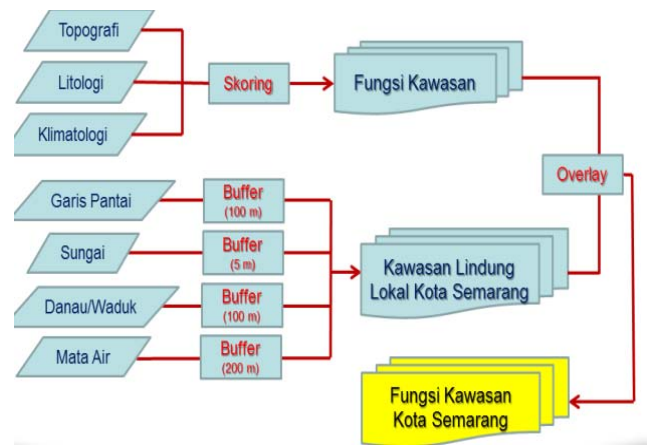 Topografi
Litologi
Klimatologi
Skoring
Fungsi Kawasan
Overlay
Garis Pantai
Buffer
(100 m)
Sungai
Buffer
(5 m)
Danau/Waduk
Buffer
(100 m)
Mata Air
Buffer
(200 m)
Kawasan Lindung
Lokal Kota Semarang
Fungsi Kawasan
Kota Semarang